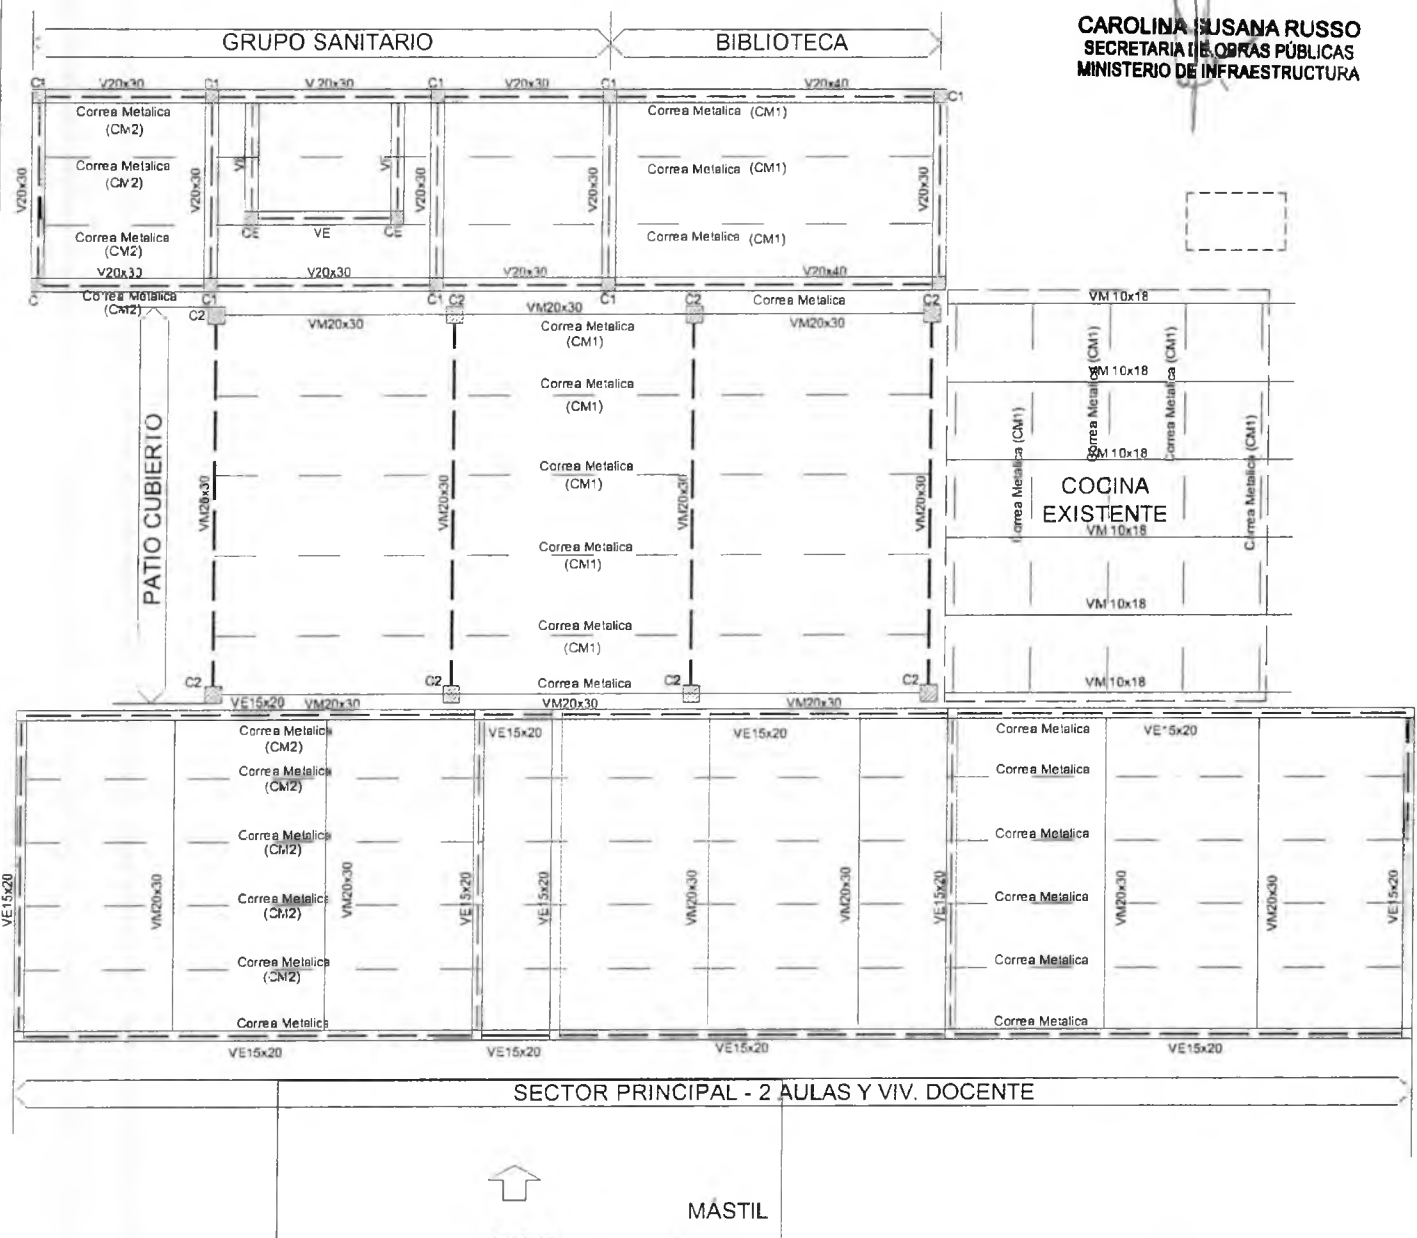 CAROLINA SUSANA RUSSO
SECRETARIA DE OBRAS PÚBLICAS
MINISTERIO DE INFRAESTRUCTURA
GRUPO SANITARIO
BIBLIOTECA
C1
V20x30
C1
V20x30
C1
V20x30
C1
V20x40
C1
Correa Metalica
(CM2)
Correa Metalica (CM1)
Correa Metalica
(CM2)
Correa Metalica (CM1)
V20x30
V20x30
VE
VE
V20x30
V20x30
V20x30
CE
VE
CE
Correa Metalica
(CM2)
Correa Metalica (CM1)
V20x30
V20x30
V20x30
V20x40
C
Correa Metalica
(CM2)
C1
C1
C2
C1
C2
Correa Metalica
C2
C2
VM20x30
VM20x30
VM20x30
Correa Metalica
(CM1)
Correa Metalica
(CM1)
Correa Metalica
(CM1)
Correa Metalica
(CM1)
Correa Metalica
(CM1)
Correa Metalica
PATIO CUBIERTO
VM20x30
VM20x30
VM20x30
VM20x30
VM 10x18
VM 10x18
VM 10x18
VM 10x18
VM 10x18
VM 10x18
Correa Metalica (CM1)
Correa Metalica (CM1)
Correa Metalica (CM1)
Correa Metalica (CM1)
COCINA
EXISTENTE
C2
C2
C2
C2
VE15x20
VM20x30
VM20x30
VM20x30
Correa Metalica
(CM2)
VE15x20
VE15x20
Correa Metalica
VE15x20
Correa Metalica
(CM2)
Correa Metalica
Correa Metalica
(CM2)
Correa Metalica
Correa Metalica
(CM2)
Correa Metalica
Correa Metalica
(CM2)
Correa Metalica
Correa Metalica
Correa Metalica
VE15x20
VM20x30
VM20x30
VE15x20
VE15x20
VM20x30
VM20x30
VE15x20
VM20x30
VM20x30
VE15x20
VE15x20
VE15x20
VE15x20
VE15x20
SECTOR PRINCIPAL - 2 AULAS Y VIV. DOCENTE
MÁSTIL